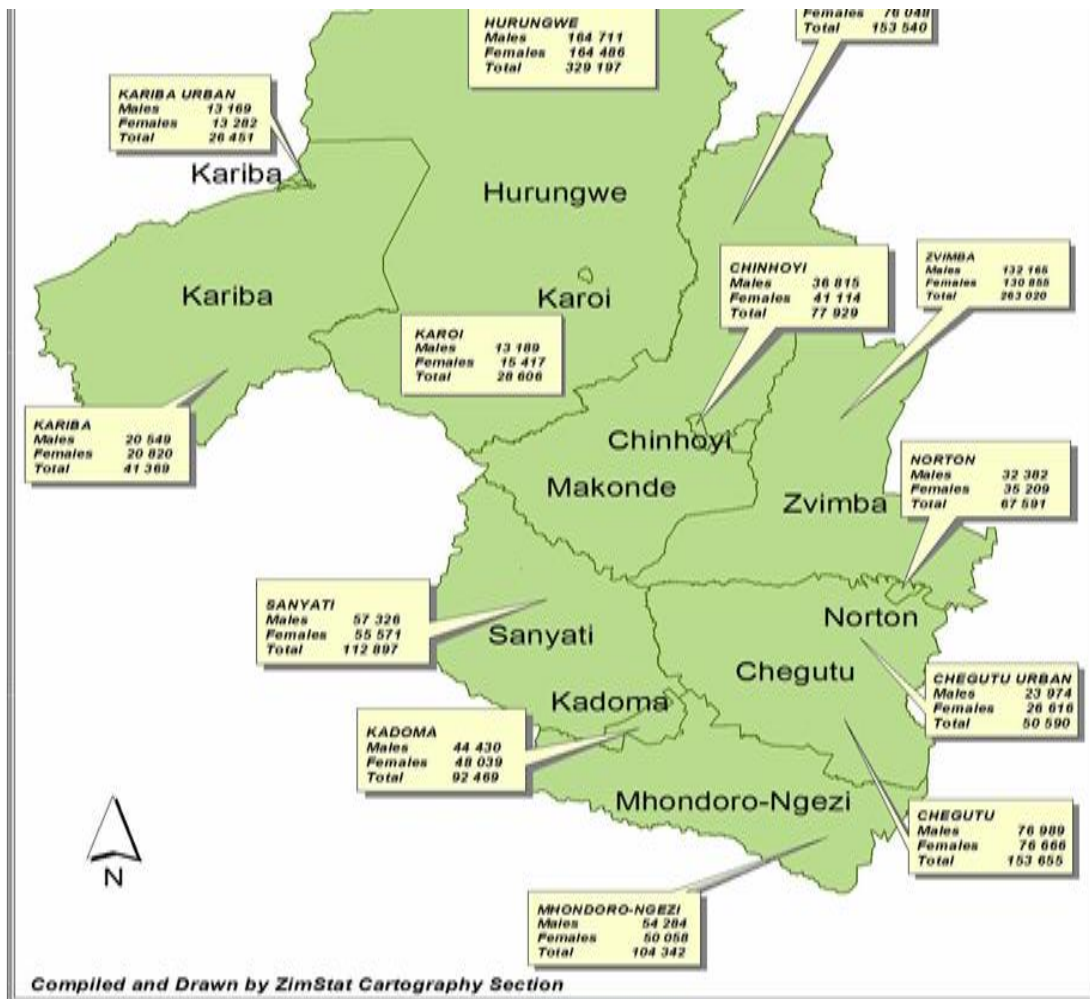 HURUNGWE
Males 164 711
Females 164 486
Total 329 197
Females 76 048
Total 153 540
KARIBA URBAN
Males 13 169
Females 13 282
Total 26 451
Kariba
Hurungwe
Kariba
Karoi
CHINHOYI
Males 36 815
Females 41 114
Total 77 929
ZVIMBA
Males 132 165
Females 130 855
Total 263 020
KAROI
Males 13 189
Females 15 417
Total 28 606
KARIBA
Males 20 549
Females 20 820
Total 41 369
Chinhoyi
Makonde
Zvimba
NORTON
Males 32 382
Females 35 209
Total 67 591
SANYATI
Males 57 326
Females 55 571
Total 112 897
Sanyati
Norton
Chegutu
CHEGUTU URBAN
Males 23 974
Females 26 616
Total 50 590
Kadoma
KADOMA
Males 44 430
Females 48 039
Total 92 469
Mhondoro-Ngezi
CHEGUTU
Males 76 989
Females 76 666
Total 153 655
N
MHONDORO-NGEZI
Males 54 284
Females 50 058
Total 104 342
Compiled and Drawn by ZimStat Cartography Section